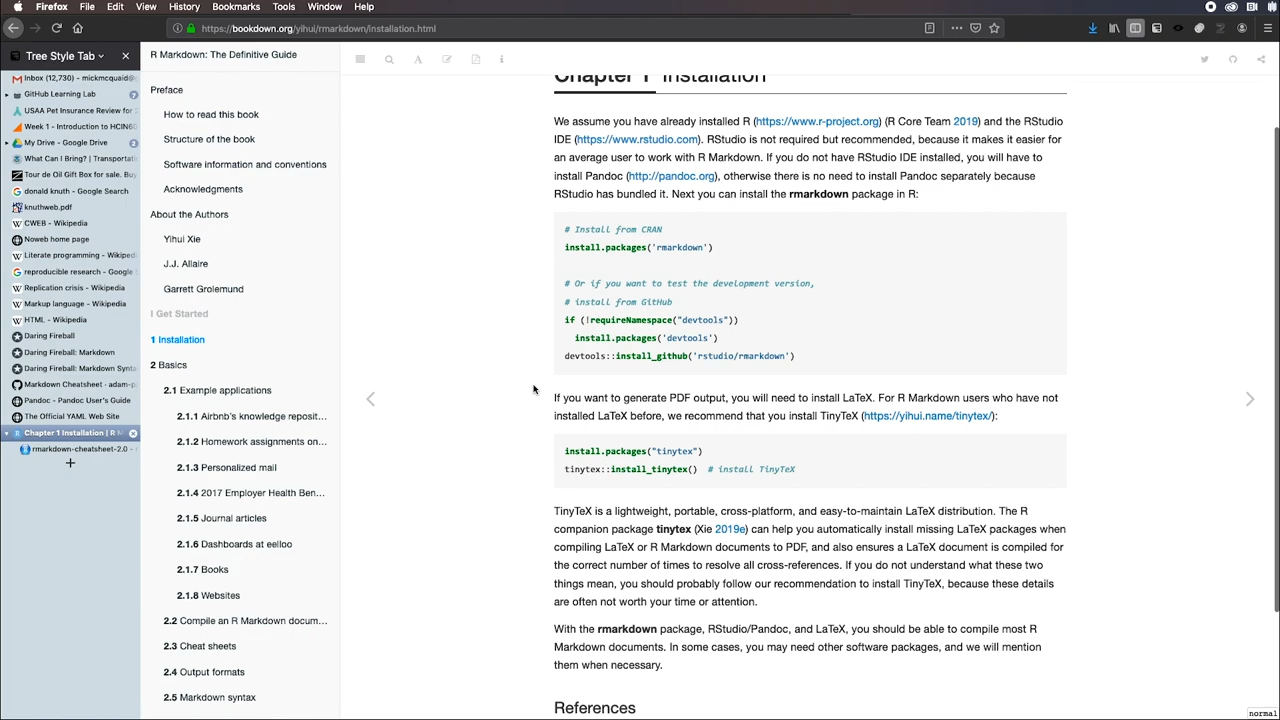 Firefox File Edit View History Bookmarks Tools Window Help
https://bookdown.org/yihui/rmarkdown/installation.html
Tree Style Tab
Inbox (12,730) - mickmcquaid@
GitHub Learning Lab
USAA Pet Insurance Review for
Week 1 - Introduction to HCIN6
My Drive - Google Drive
What Can I Bring? | Transportati
Tour de Oil Gift Box for sale. Buy
donald knuth - Google Search
knuthweb.pdf
CWEB - Wikipedia
Noweb home page
Literate programming - Wikiped
reproducible research - Google
Replication crisis - Wikipedia
Markup language - Wikipedia
HTML - Wikipedia
Daring Fireball
Daring Fireball: Markdown
Daring Fireball: Markdown Synta
Markdown Cheatsheet · adam-p
Pandoc - Pandoc User's Guide
The Official YAML Web Site
Chapter 1 Installation | R M
rmarkdown-cheatsheet-2.0 -
R Markdown: The Definitive Guide
Preface
How to read this book
Structure of the book
Software information and conventions
Acknowledgments
About the Authors
Yihui Xie
J.J. Allaire
Garrett Grolemund
I Get Started
1 Installation
2 Basics
2.1 Example applications
2.1.1 Airbnb's knowledge reposit...
2.1.2 Homework assignments on...
2.1.3 Personalized mail
2.1.4 2017 Employer Health Ben...
2.1.5 Journal articles
2.1.6 Dashboards at eelloo
2.1.7 Books
2.1.8 Websites
2.2 Compile an R Markdown docum...
2.3 Cheat sheets
2.4 Output formats
2.5 Markdown syntax
Chapter 1 Installation
We assume you have already installed R (https://www.r-project.org) (R Core Team 2019) and the RStudio
IDE (https://www.rstudio.com). RStudio is not required but recommended, because it makes it easier for
an average user to work with R Markdown. If you do not have RStudio IDE installed, you will have to
install Pandoc (http://pandoc.org), otherwise there is no need to install Pandoc separately because
RStudio has bundled it. Next you can install the rmarkdown package in R:
# Install from CRAN
install.packages('rmarkdown')
# Or if you want to test the development version,
# install from GitHub
if (!requireNamespace("devtools"))
install.packages('devtools')
devtools::install_github('rstudio/rmarkdown')
If you want to generate PDF output, you will need to install LaTeX. For R Markdown users who have not
installed LaTeX before, we recommend that you install TinyTeX (https://yihui.name/tinytex/):
install.packages("tinytex")
tinytex::install_tinytex() # install TinyTeX
TinyTeX is a lightweight, portable, cross-platform, and easy-to-maintain LaTeX distribution. The R
companion package tinytex (Xie 2019e) can help you automatically install missing LaTeX packages when
compiling LaTeX or R Markdown documents to PDF, and also ensures a LaTeX document is compiled for
the correct number of times to resolve all cross-references. If you do not understand what these two
things mean, you should probably follow our recommendation to install TinyTeX, because these details
are often not worth your time or attention.
With the rmarkdown package, RStudio/Pandoc, and LaTeX, you should be able to compile most R
Markdown documents. In some cases, you may need other software packages, and we will mention
them when necessary.
References
normal